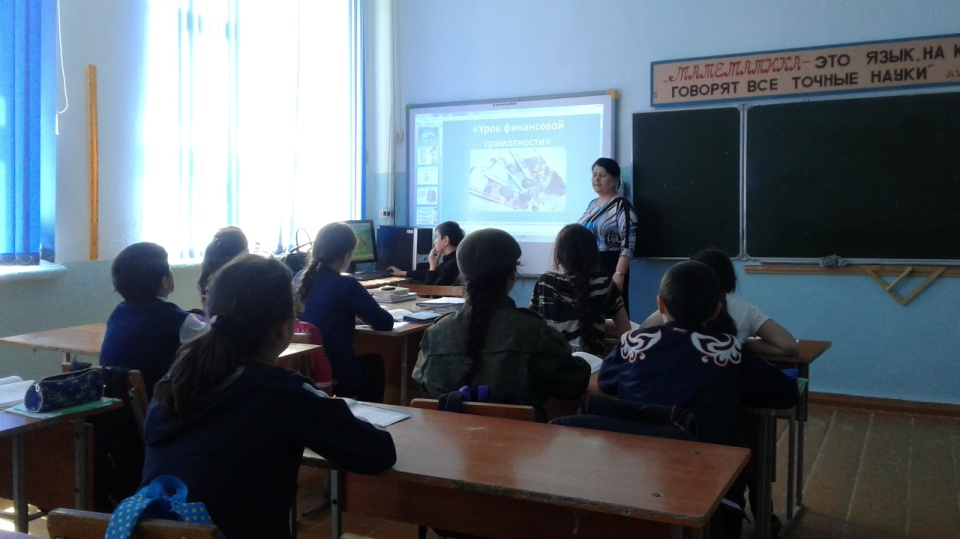 «Урок финансовой
грамотности»
„МАТЕМАТИКА- ЭТО ЯЗЫК, НА К
ГОВОРЯТ ВСЕ ТОЧНЫЕ НАУКИ"